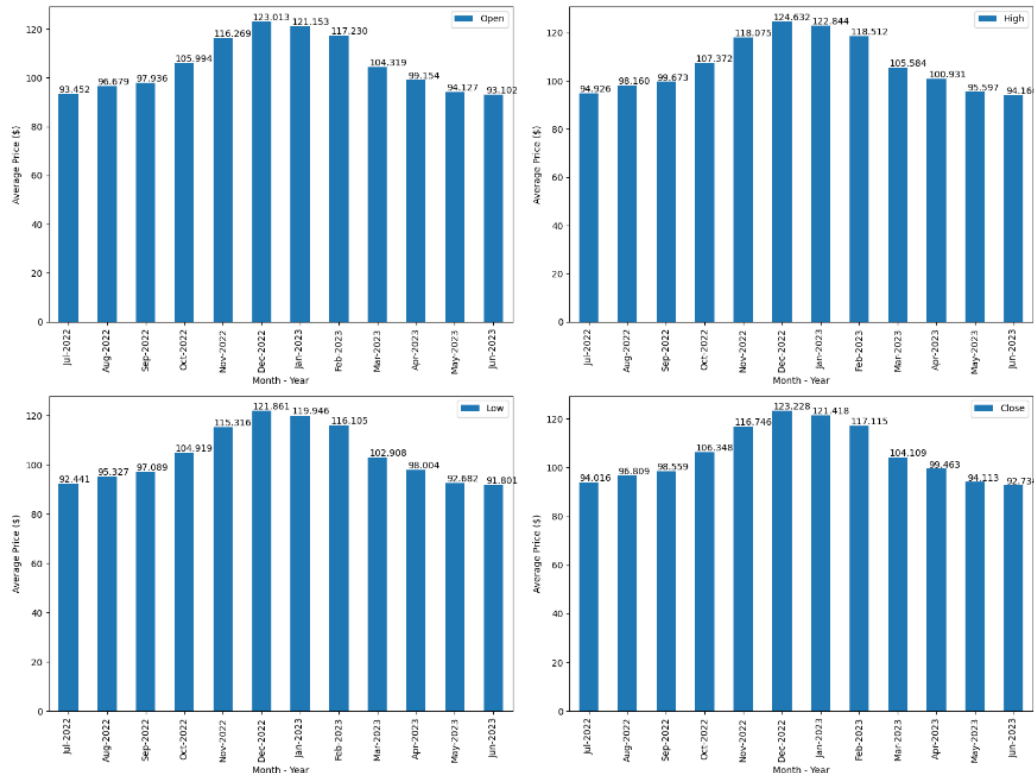 Open
123.013
121.153
117.230
116.269
105.994
104.319
99.154
97.936
96.679
94.127
93.452
93.102
120
100
80
60
40
20
0
Average Price ($)
Jul-2022
Aug-2022
Sep-2022
Oct-2022
Nov-2022
Dec-2022
Jan-2023
Feb-2023
Mar-2023
Apr-2023
May-2023
Jun-2023
Month - Year
High
124.632
122.844
118.512
118.075
107.372
105.584
100.931
99.673
98.160
95.597
94.926
120
100
80
60
40
20
0
Average Price ($)
Jul-2022
Aug-2022
Sep-2022
Oct-2022
Nov-2022
Dec-2022
Jan-2023
Feb-2023
Mar-2023
Apr-2023
May-2023
Jun-2023
Month - Year
Low
121.861
119.946
116.105
115.316
104.919
102.908
98.004
97.089
95.327
92.682
92.441
91.801
120
100
80
60
40
20
0
Average Price ($)
Jul-2022
Aug-2022
Sep-2022
Oct-2022
Nov-2022
Dec-2022
Jan-2023
Feb-2023
Mar-2023
Apr-2023
May-2023
Jun-2023
Month - Year
Close
123.228
121.418
117.115
116.746
106.348
104.109
99.463
98.559
96.809
94.113
94.016
92.734
120
100
80
60
40
20
0
Average Price ($)
Jul-2022
Aug-2022
Sep-2022
Oct-2022
Nov-2022
Dec-2022
Jan-2023
Feb-2023
Mar-2023
Apr-2023
May-2023
Jun-2023
Month - Year